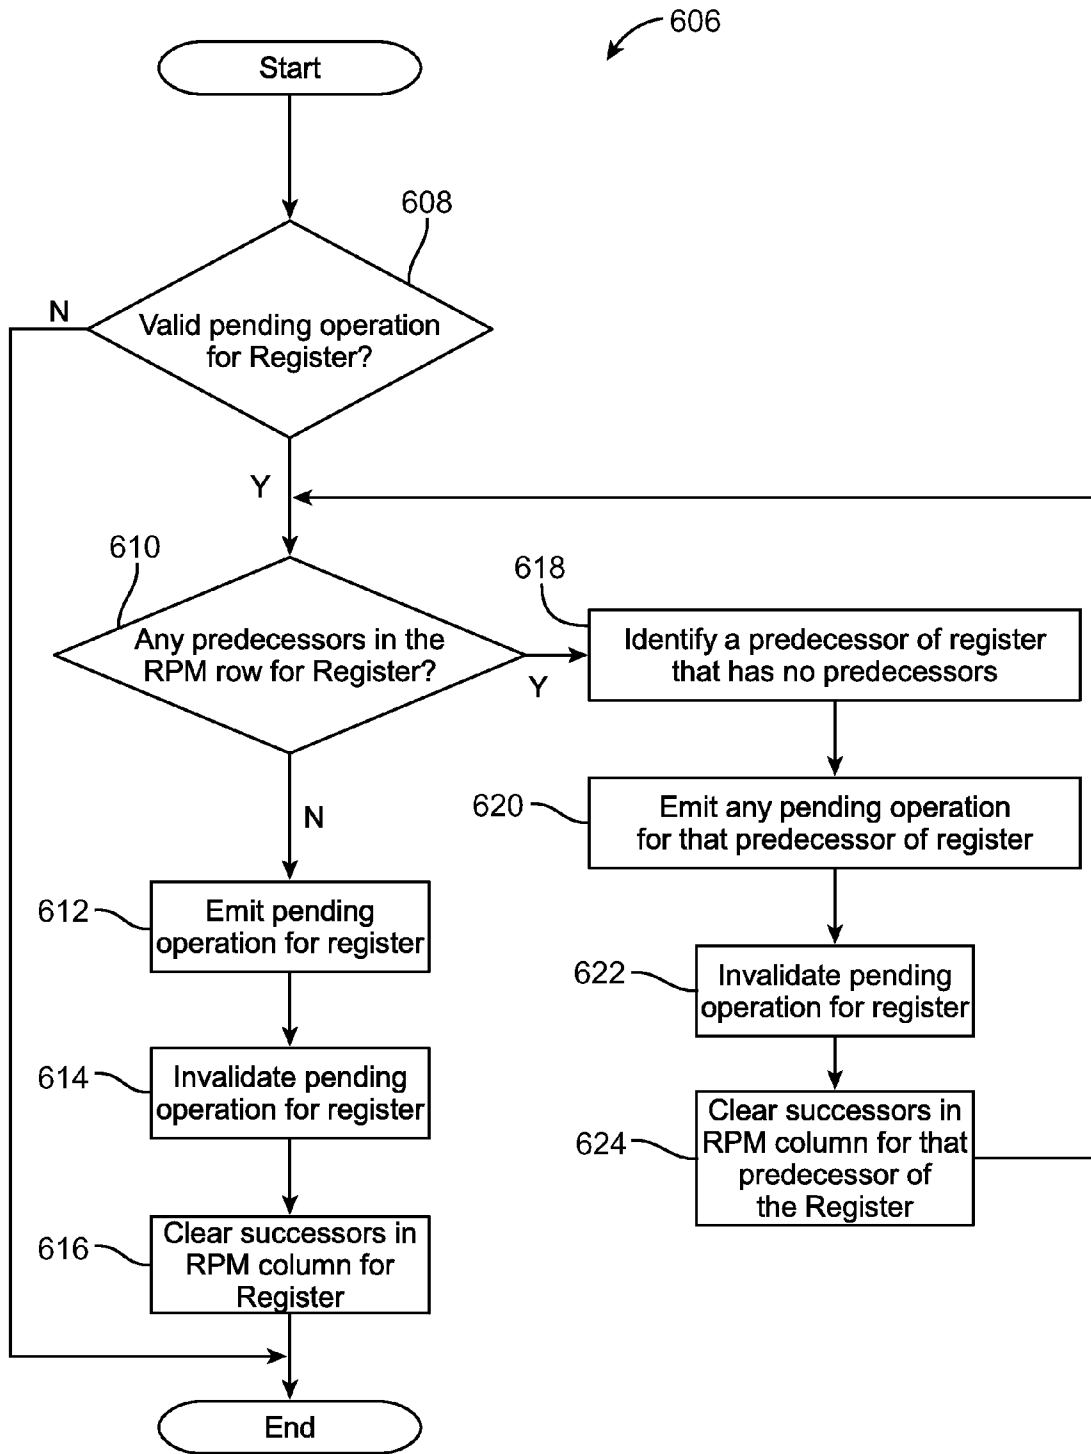 606
Start
608
N
Valid pending operation
for Register?
Y
610
618
Any predecessors in the
RPM row for Register?
Y
Identify a predecessor of register
that has no predecessors
620
Emit any pending operation
for that predecessor of register
N
612
Emit pending
operation for register
622
Invalidate pending
operation for register
614
Invalidate pending
operation for register
624
Clear successors in
RPM column for that
predecessor of
the Register
616
Clear successors in
RPM column for
Register
End